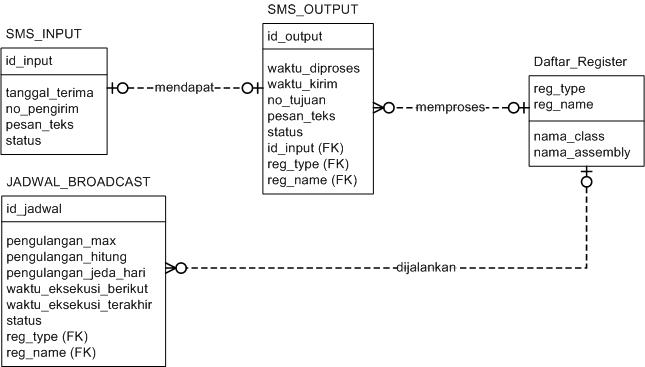 SMS_INPUT
id_input
tanggal_terima
no_pengirim
pesan_teks
status
mendapat
SMS_OUTPUT
id_output
waktu_diproses
waktu_kirim
no_tujuan
pesan_teks
status
id_input (FK)
reg_type (FK)
reg_name (FK)
memproses
Daftar_Register
reg_type
reg_name
nama_class
nama_assembly
JADWAL_BROADCAST
id_jadwal
pengulangan_max
pengulangan_hitung
pengulangan_jeda_hari
waktu_eksekusi_berikut
waktu_eksekusi_terakhir
status
reg_type (FK)
reg_name (FK)
dijalankan